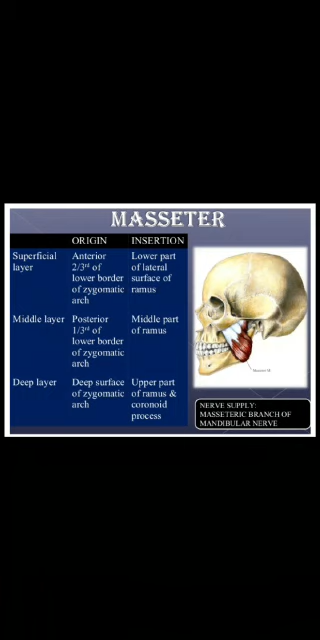 MASSETER
ORIGIN INSERTION
Superficial Anterior Lower part
layer 2/3rd of of lateral
lower border surface of
of zygomatic ramus
arch
Middle layer Posterior Middle part
1/3rd of of ramus
lower border
of zygomatic
arch
Deep layer Deep surface Upper part
of zygomatic of ramus &
arch coronoid
process
Masseter M.
NERVE SUPPLY:
MASSETERIC BRANCH OF
MANDIBULAR NERVE